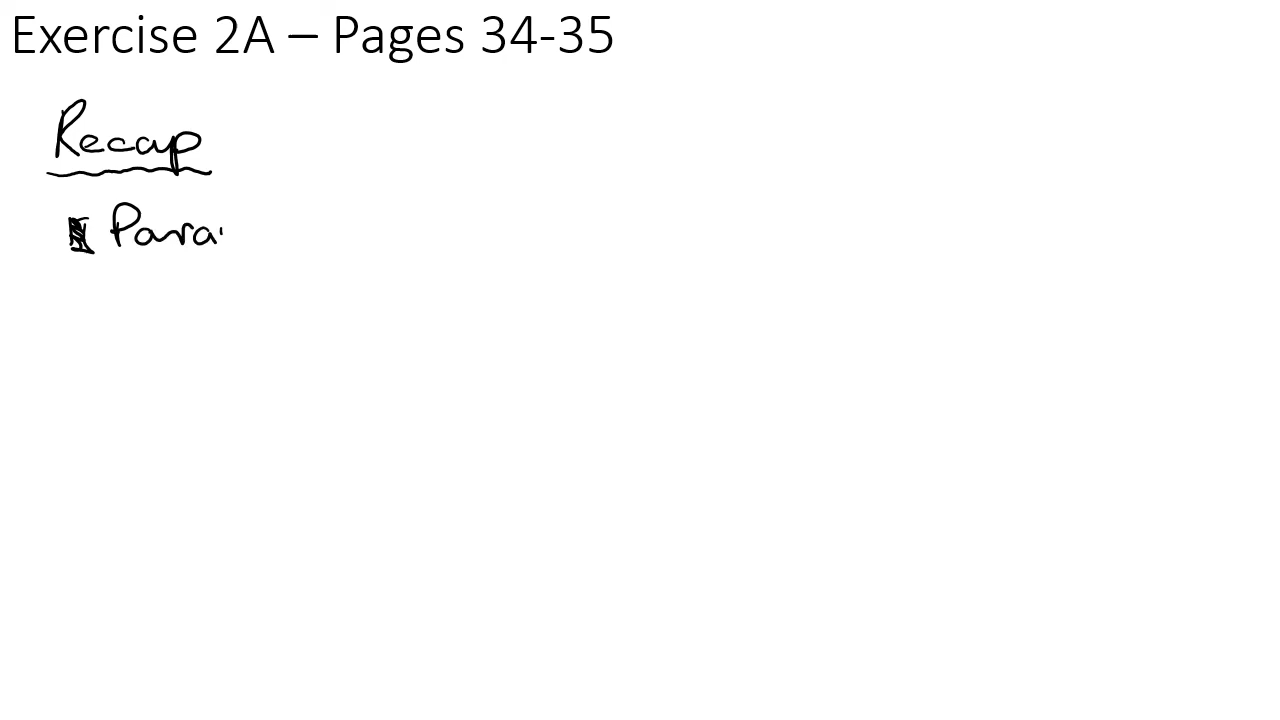 Exercise 2A – Pages 34-35
Recap
Para